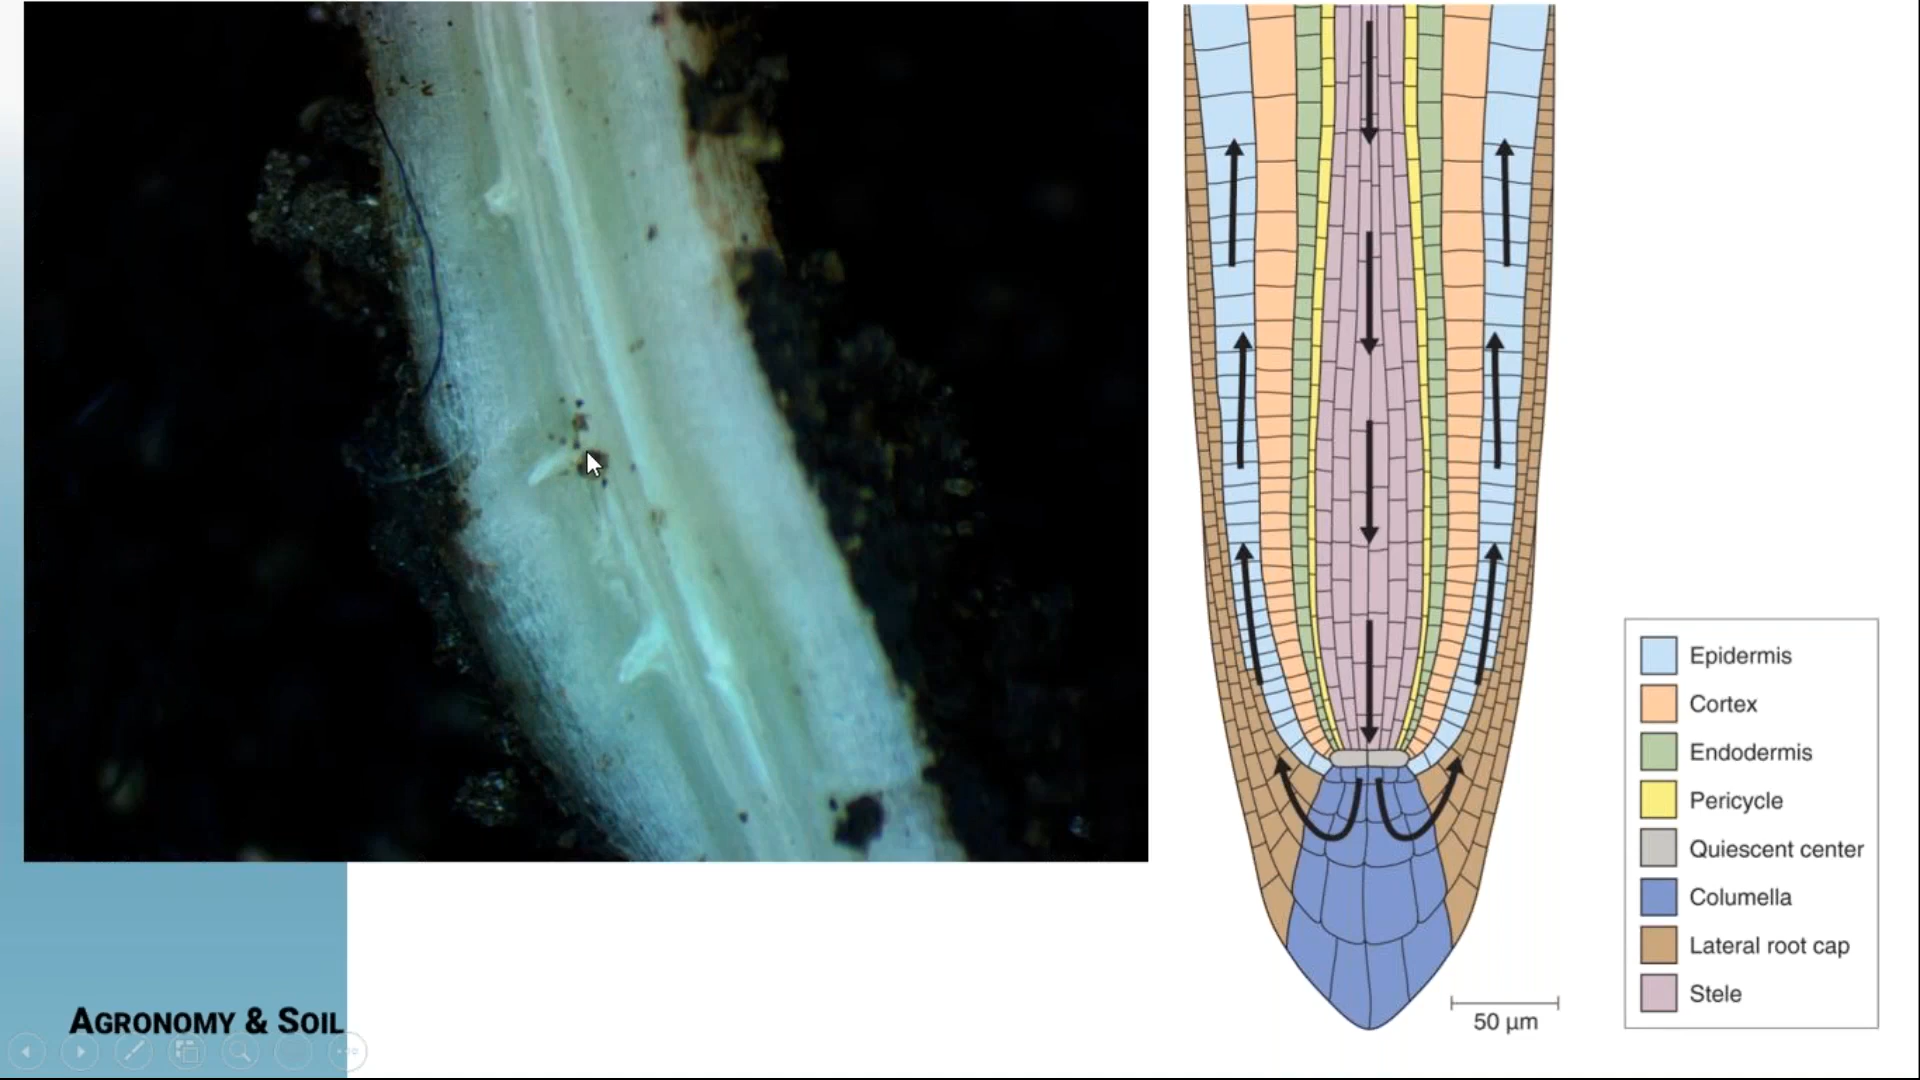 Epidermis
Cortex
Endodermis
Pericycle
Quiescent center
Columella
Lateral root cap
Stele
50 µm
AGRONOMY & SOIL